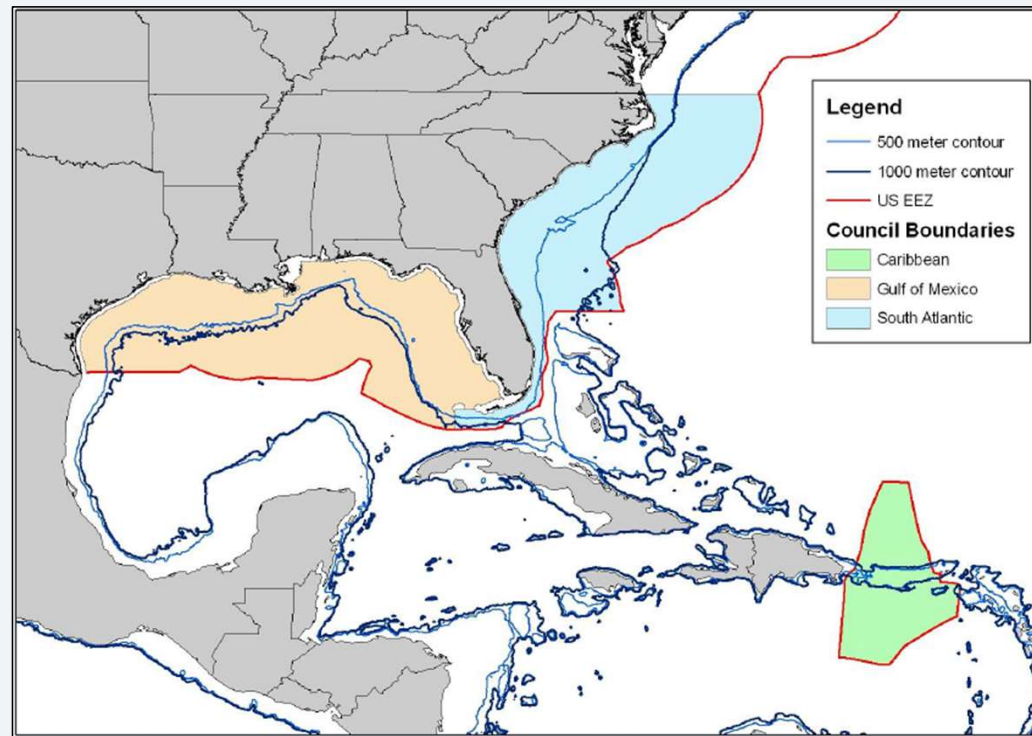 Legend
500 meter contour
1000 meter contour
US EEZ
Council Boundaries
Caribbean
Gulf of Mexico
South Atlantic